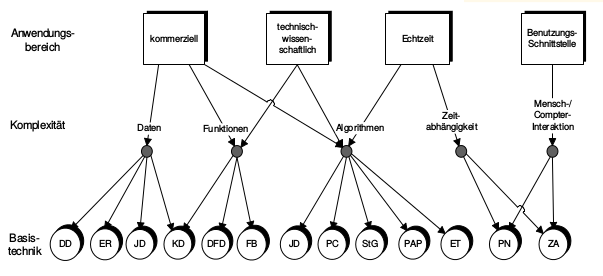 Anwendungs-
bereich
kommerziell
technisch-
wissen-
schaftlich
Echtzeit
Benutzungs-
Schnittstelle
Komplexität
Daten
Funktionen
Algorithmen
Zeit-
abhängigkeit
Mensch-/
Compter-
Interaktion
Basis-
technik
DD
ER
JD
KD
DFD
FB
JD
PC
StG
PAP
ET
PN
ZA